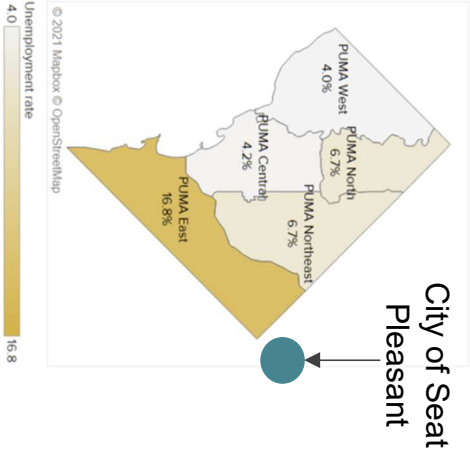 City of Seat
Pleasant
PUMA West
4.0%
PUMA North
6.7%
PUMA Central
4.2%
PUMA Northeast
6.7%
PUMA East
16.8%
© 2021 Mapbox © OpenStreetMap
Unemployment rate
4.0
16.8